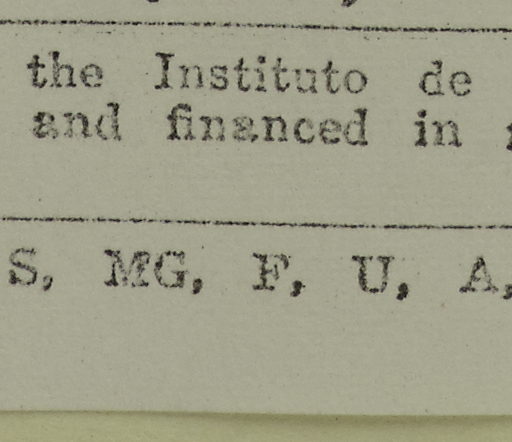 the Instituto de
and financed in
S, MG, F, U, A,